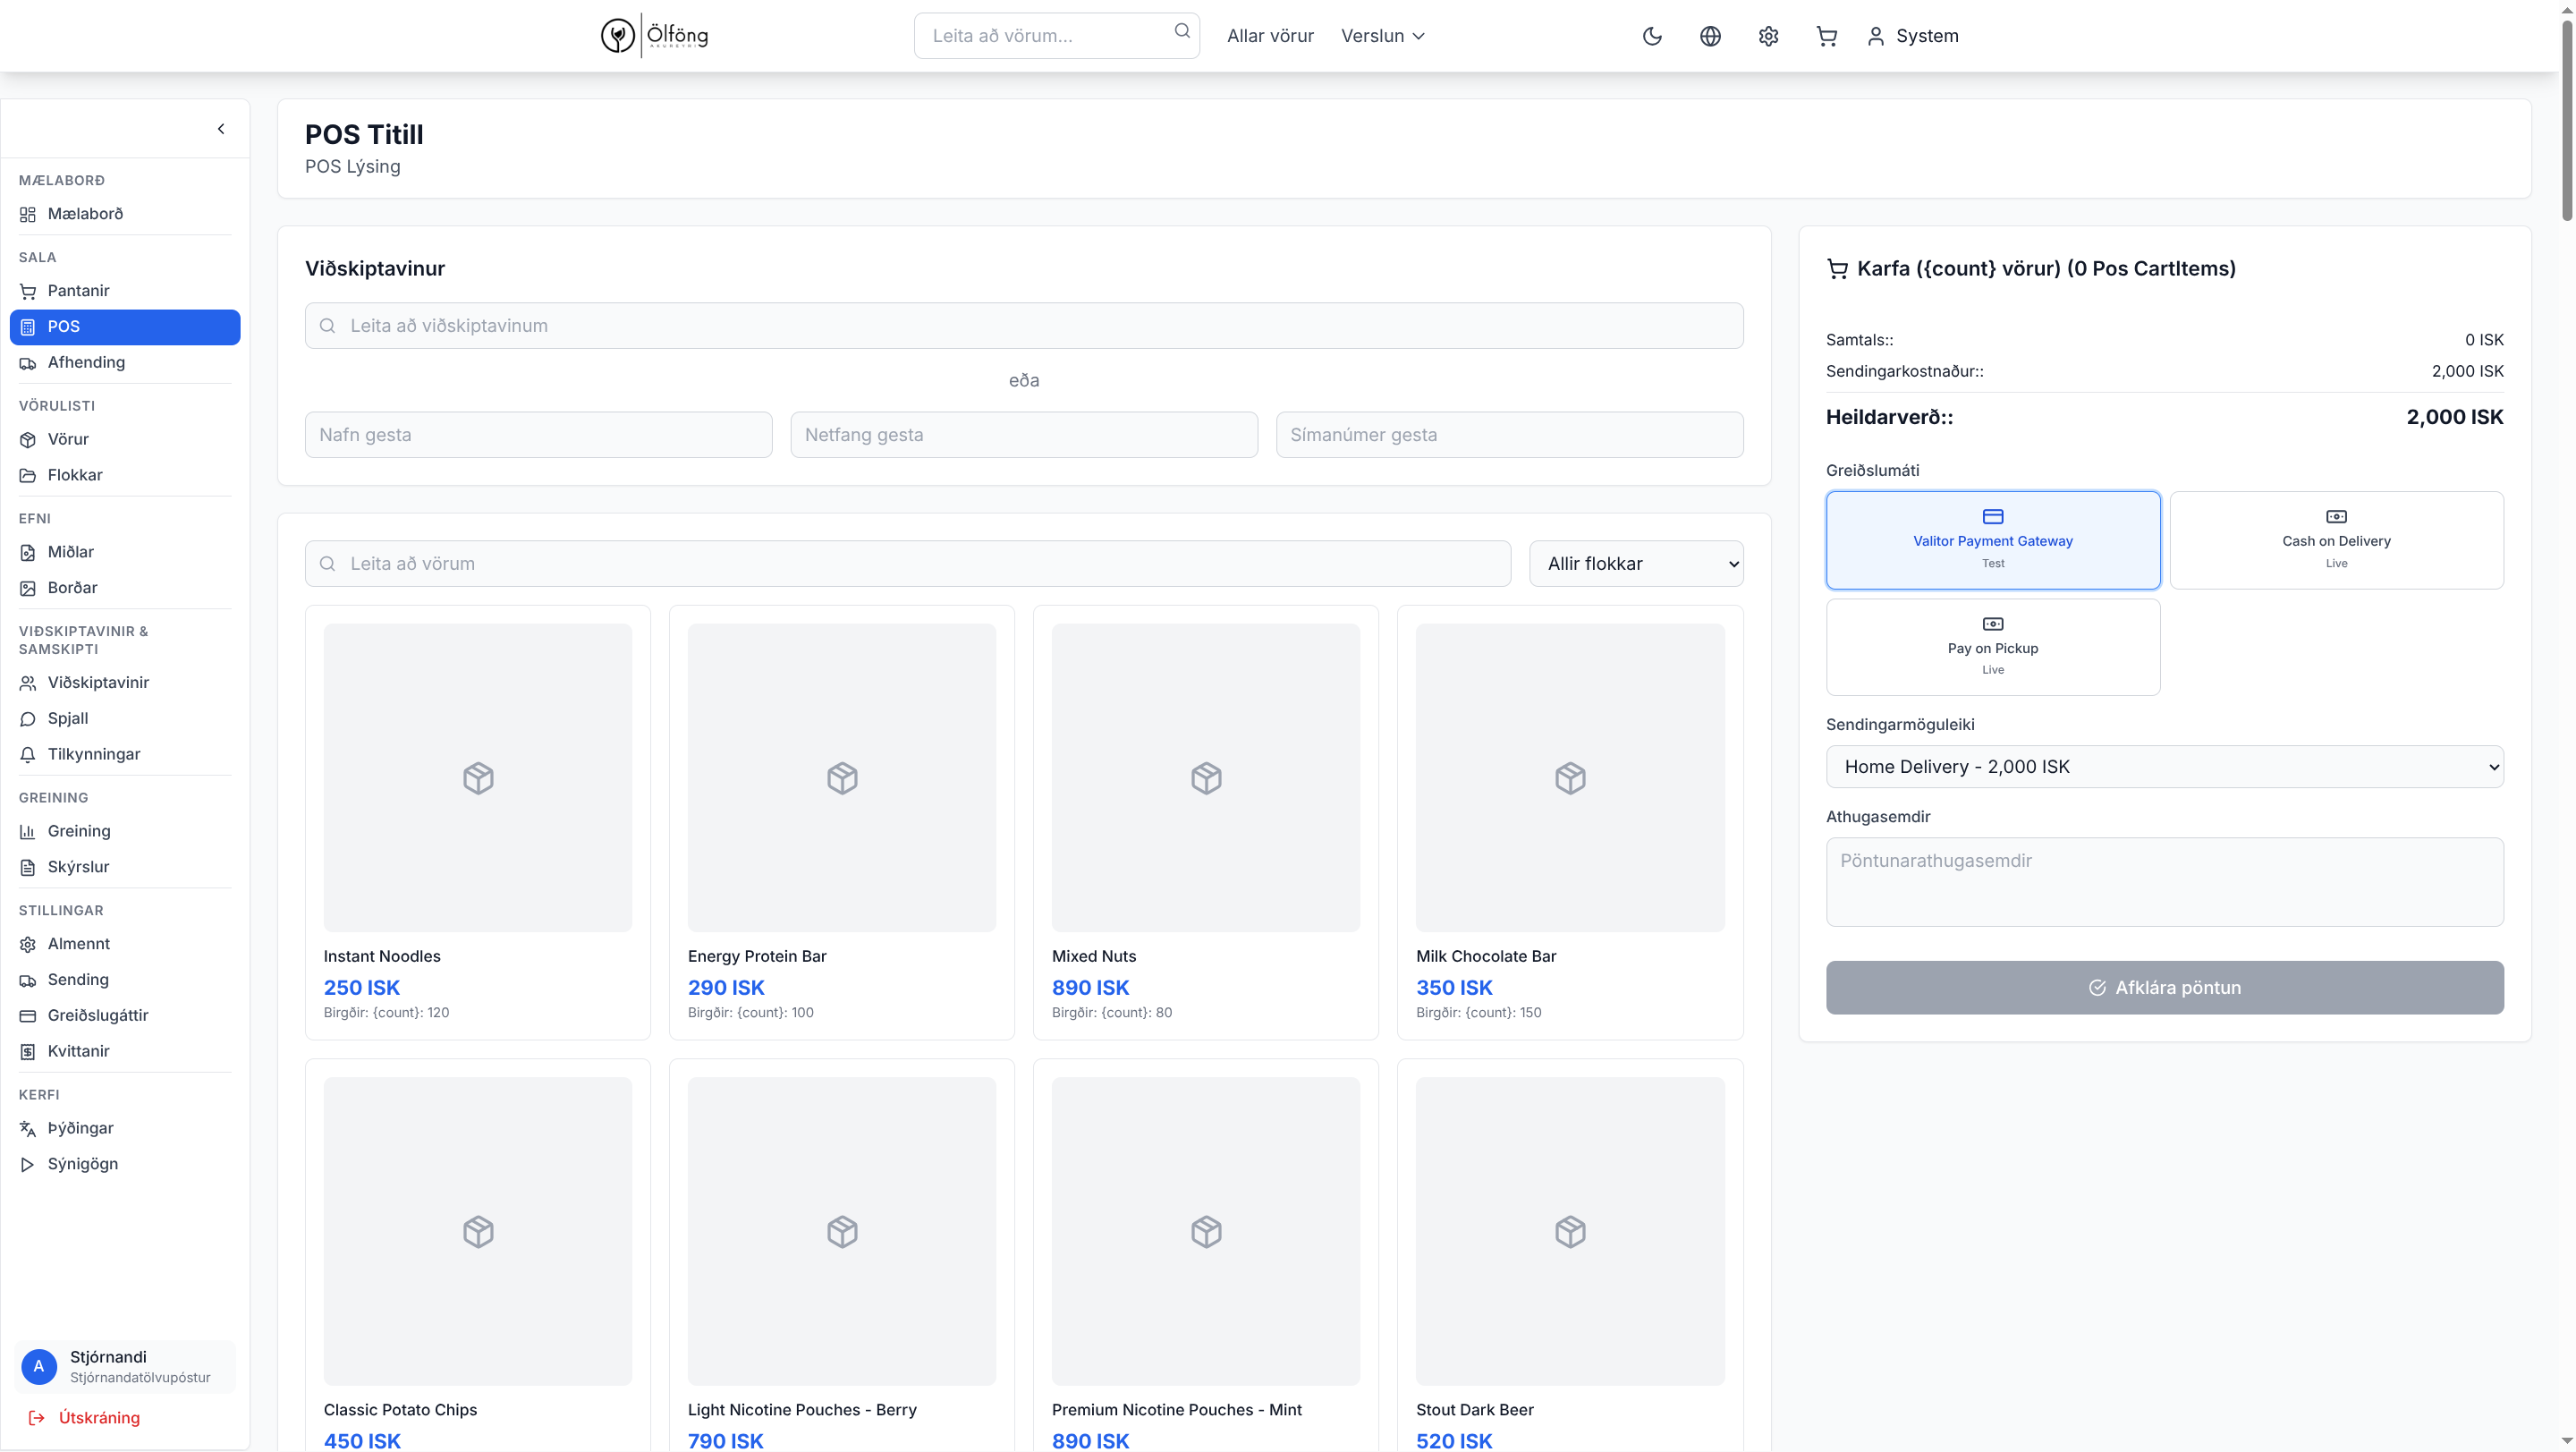 Ölföng
AKUREYRI
Leita að vörum...
Allar vörur
Verslun
System
MÆLABORÐ
Mælaborð
SALA
Pantanir
POS
Afhending
VÖRULISTI
Vörur
Flokkar
EFNI
Miðlar
Borðar
VIÐSKIPTAVINIR &
SAMSKIPTI
Viðskiptavinir
Spjall
Tilkynningar
GREINING
Greining
Skýrslur
STILLINGAR
Almennt
Sending
Greiðslugáttir
Kvittanir
KERFI
Þýðingar
Sýnigögn
A
Stjórnandi
Stjórnandatölvupóstur
Útskráning
POS Titill
POS Lýsing
Viðskiptavinur
Leita að viðskiptavinum
eða
Nafn gesta
Netfang gesta
Símanúmer gesta
Leita að vörum
Allir flokkar
Instant Noodles
250 ISK
Birgðir: {count}: 120
Energy Protein Bar
290 ISK
Birgðir: {count}: 100
Mixed Nuts
890 ISK
Birgðir: {count}: 80
Milk Chocolate Bar
350 ISK
Birgðir: {count}: 150
Classic Potato Chips
450 ISK
Light Nicotine Pouches - Berry
790 ISK
Premium Nicotine Pouches - Mint
890 ISK
Stout Dark Beer
520 ISK
Karfa ({count} vörur) (0 Pos CartItems)
Samtals:: 0 ISK
Sendingarkostnaður:: 2,000 ISK
Heildarverð:: 2,000 ISK
Greiðslumáti
Valitor Payment Gateway
Test
Cash on Delivery
Live
Pay on Pickup
Live
Sendingarmöguleiki
Home Delivery - 2,000 ISK
Athugasemdir
Pöntunarathugasemdir
Afklára pöntun